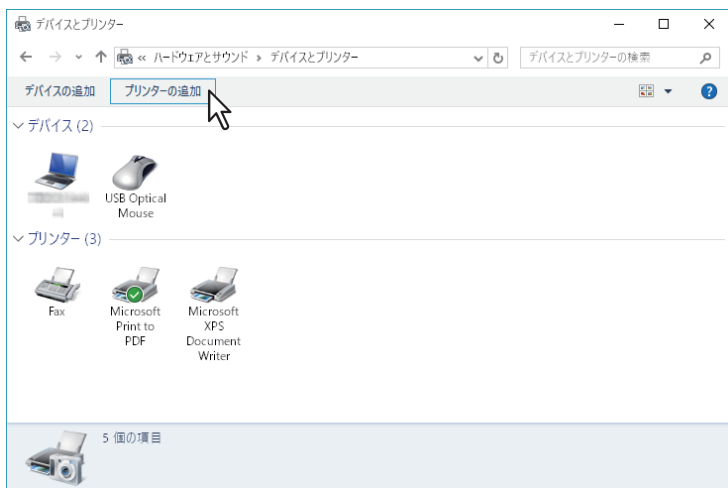 デバイスとプリンター
« ハードウェアとサウンド › デバイスとプリンター
デバイスとプリンターの検索
デバイスの追加
プリンターの追加
デバイス (2)
USB Optical
Mouse
プリンター (3)
Fax
Microsoft
Print to
PDF
Microsoft
XPS
Document
Writer
5 個の項目